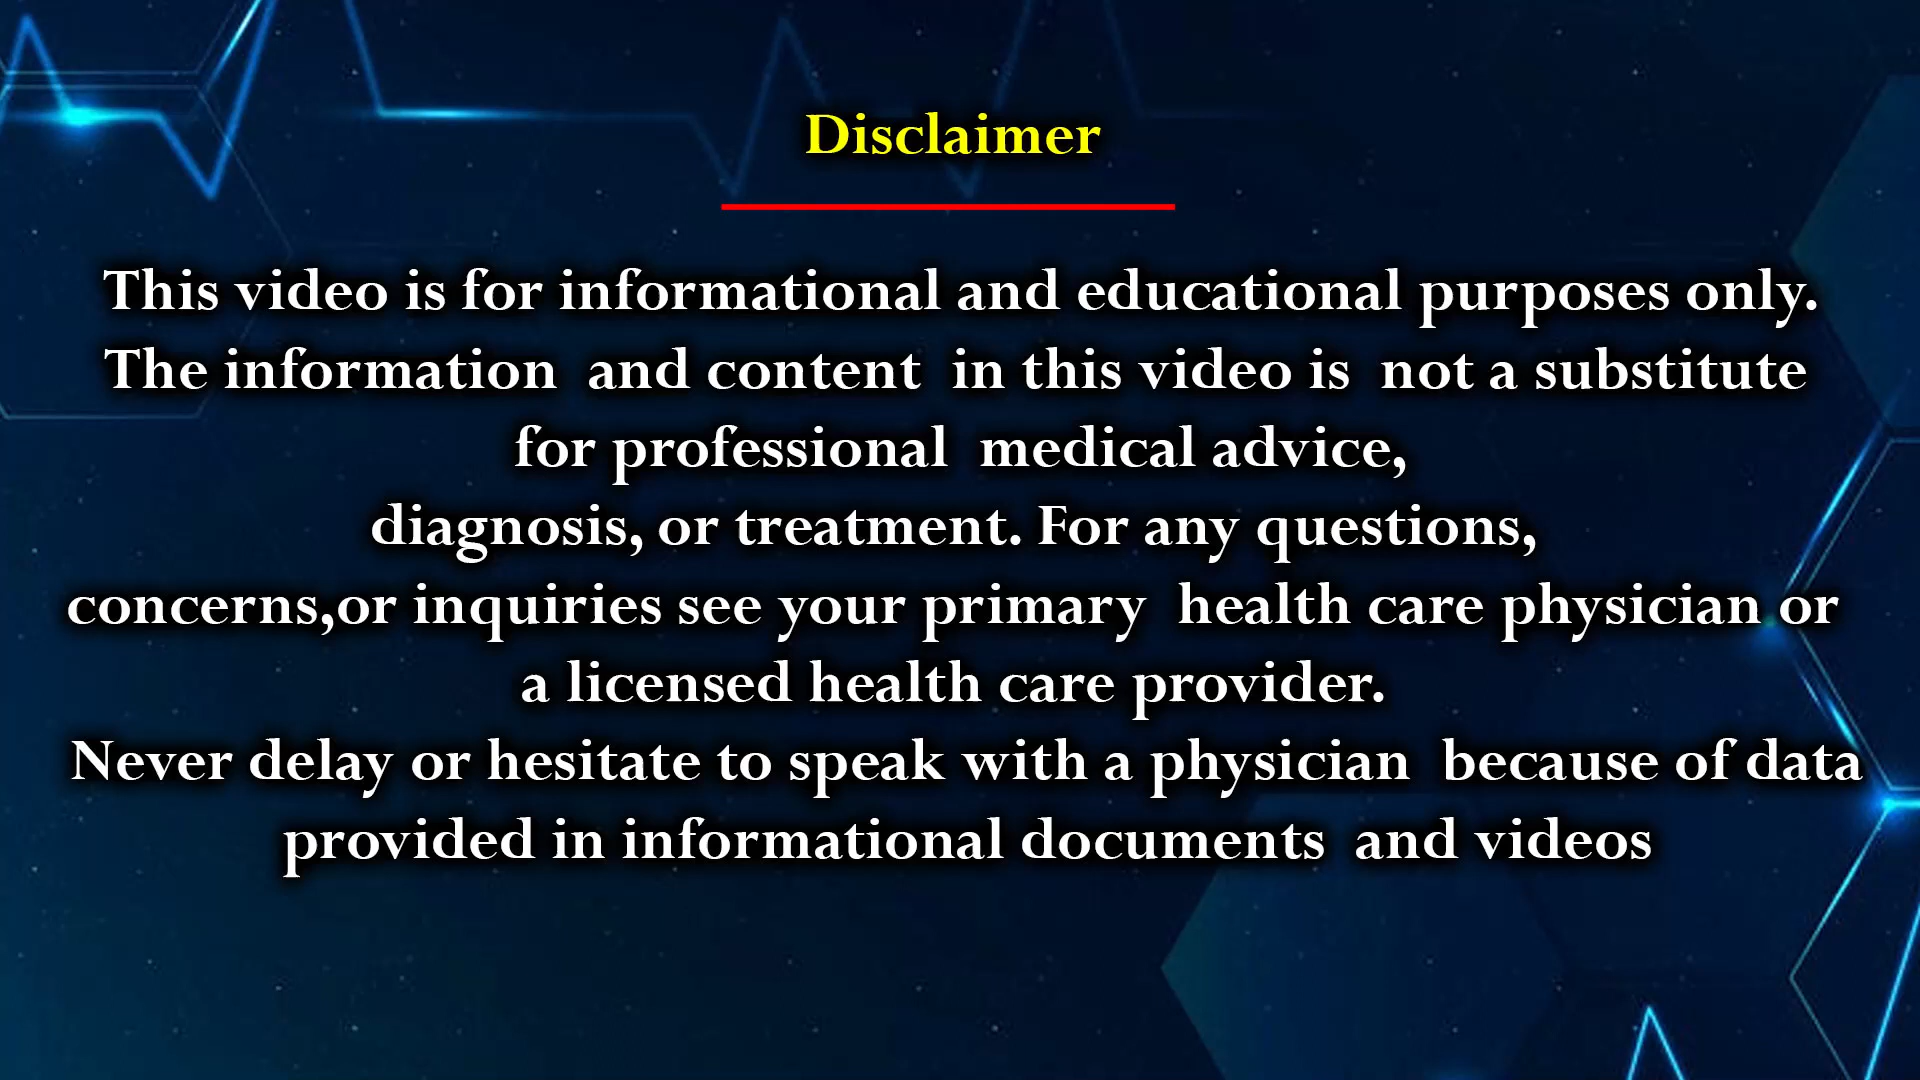 Disclaimer
This video is for informational and educational purposes only.
The information and content in this video is not a substitute
for professional medical advice,
diagnosis, or treatment. For any questions,
concerns,or inquiries see your primary health care physician or
a licensed health care provider.
Never delay or hesitate to speak with a physician because of data
provided in informational documents and videos